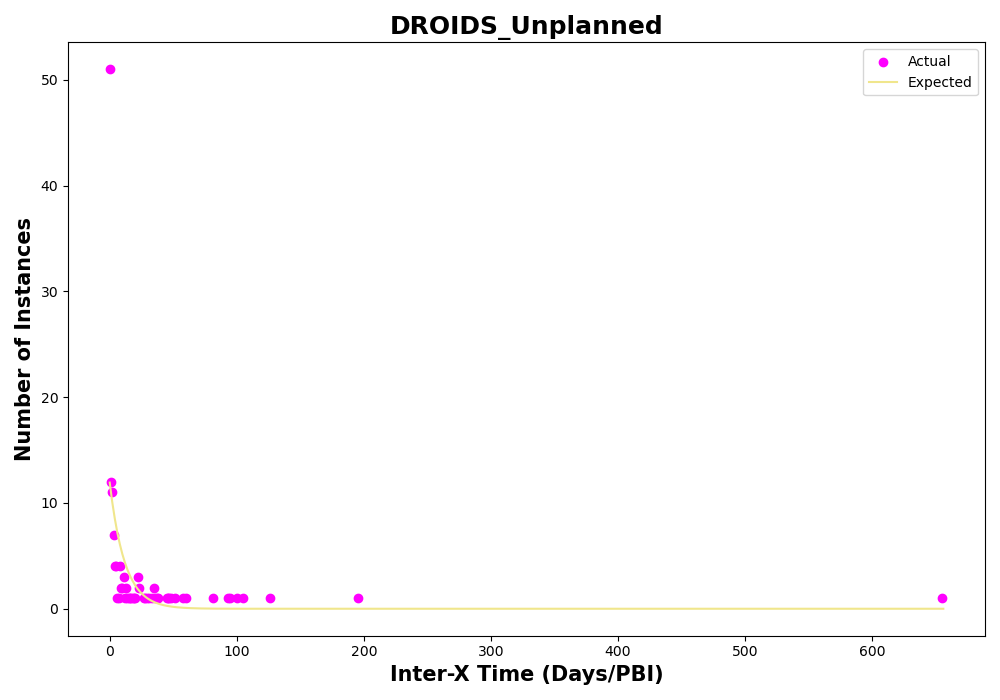 DROIDS_Unplanned
Actual
Expected
50
40
30
20
10
0
Number of Instances
0 100 200 300 400 500 600
Inter-X Time (Days/PBI)